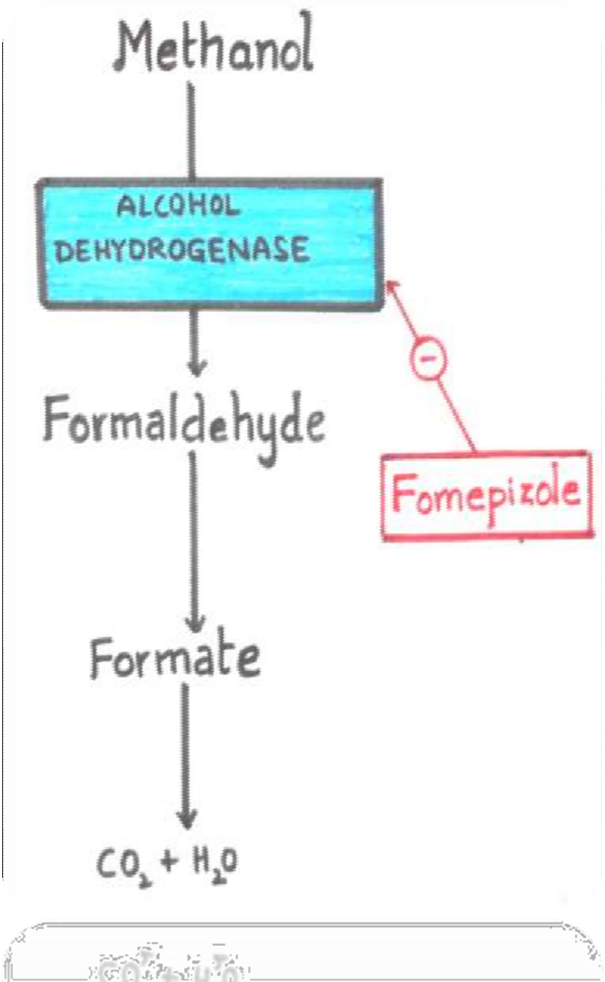 Methanol
ALCOHOL
DEHYDROGENASE
Formaldehyde
Fomepizole
Formate
CO₂ + H₂O